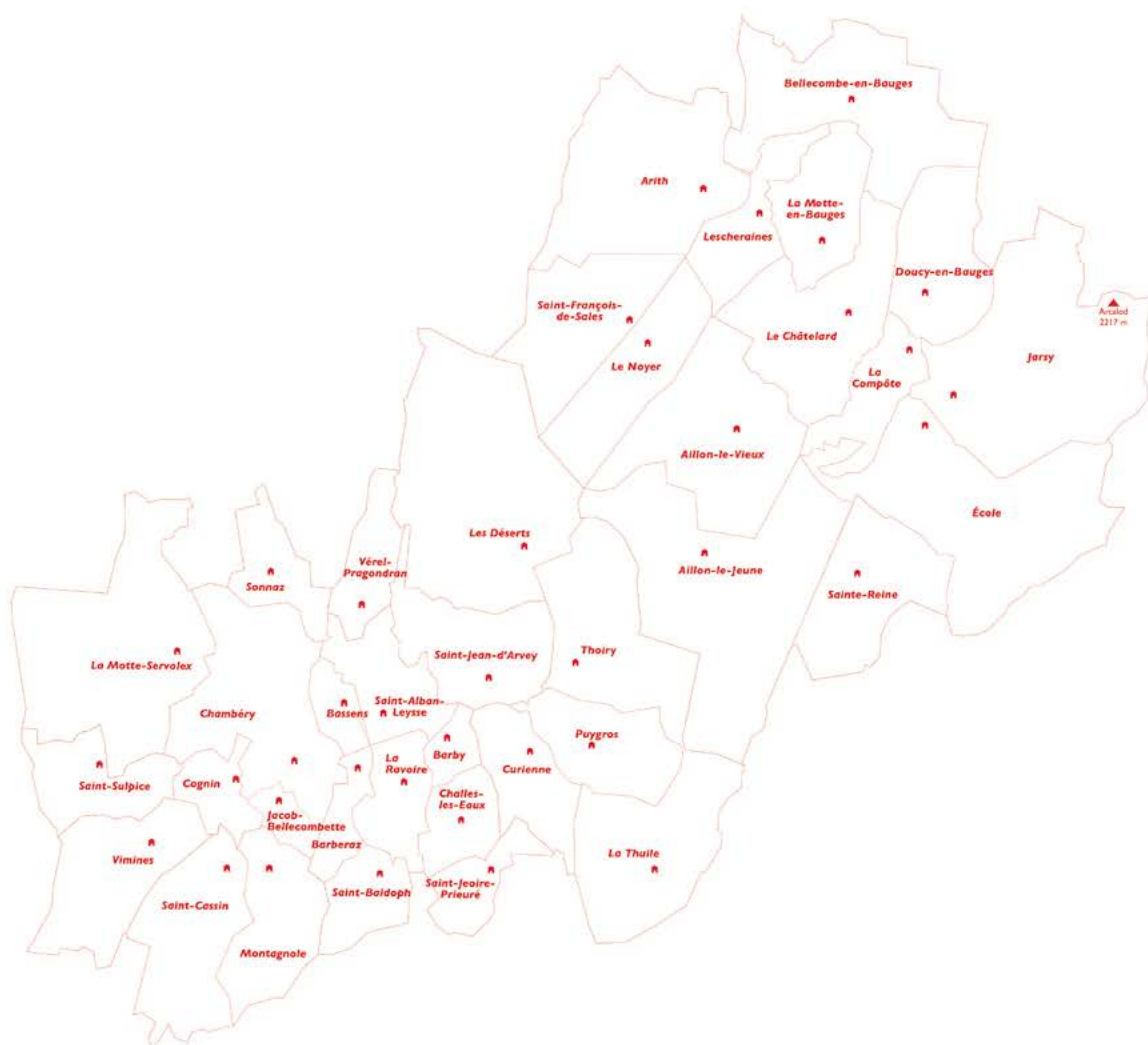 Bellecombe-en-Bauges
Arith
La Motte-
en-Bauges
Lescheraines
Doucy-en-Bauges
Saint-François-
de-Sales
Arcalod
2217 m
Le Châtelard
Jarsy
Le Noyer
La
Compôte
Aillon-le-Vieux
École
Les Déserts
Vérel-
Pragondran
Aillon-le-Jeune
Sonnaz
Sainte-Reine
Thoiry
Saint-Jean-d'Arvey
La Motte-Servolex
Saint-Alban-
Leysse
Bassens
Chambéry
Puygros
Barby
La
Ravoire
Curienne
Cognin
Saint-Sulpice
Challes-
les-Eaux
Jacob-
Bellecombette
Barberaz
La Thuile
Vimines
Saint-Jeoire-
Prieuré
Saint-Baldoph
Saint-Cassin
Montagnole